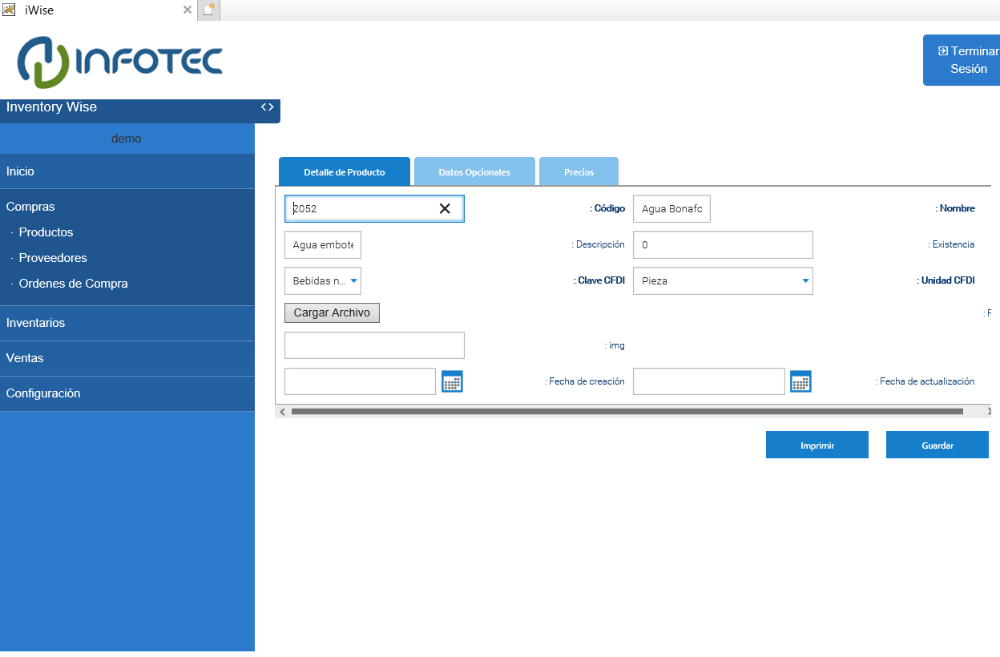 iWise
INFOTEC
Terminar
Sesión
Inventory Wise
demo
Inicio
Compras
· Productos
· Proveedores
· Ordenes de Compra
Inventarios
Ventas
Configuración
Detalle de Producto
Datos Opcionales
Precios
2052
: Código
Agua Bonafo
: Nombre
Agua embote
: Descripción
0
: Existencia
Bebidas n...
: Clave CFDI
Pieza
: Unidad CFDI
Cargar Archivo
: img
: Fecha de creación
: Fecha de actualización
Imprimir
Guardar